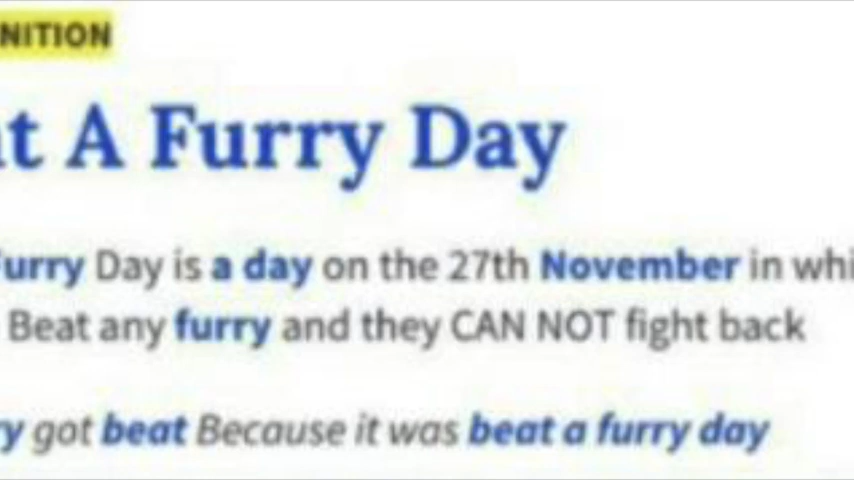 NITION
t A Furry Day
Furry Day is a day on the 27th November in whi
Beat any furry and they CAN NOT fight back
ry got beat Because it was beat a furry day